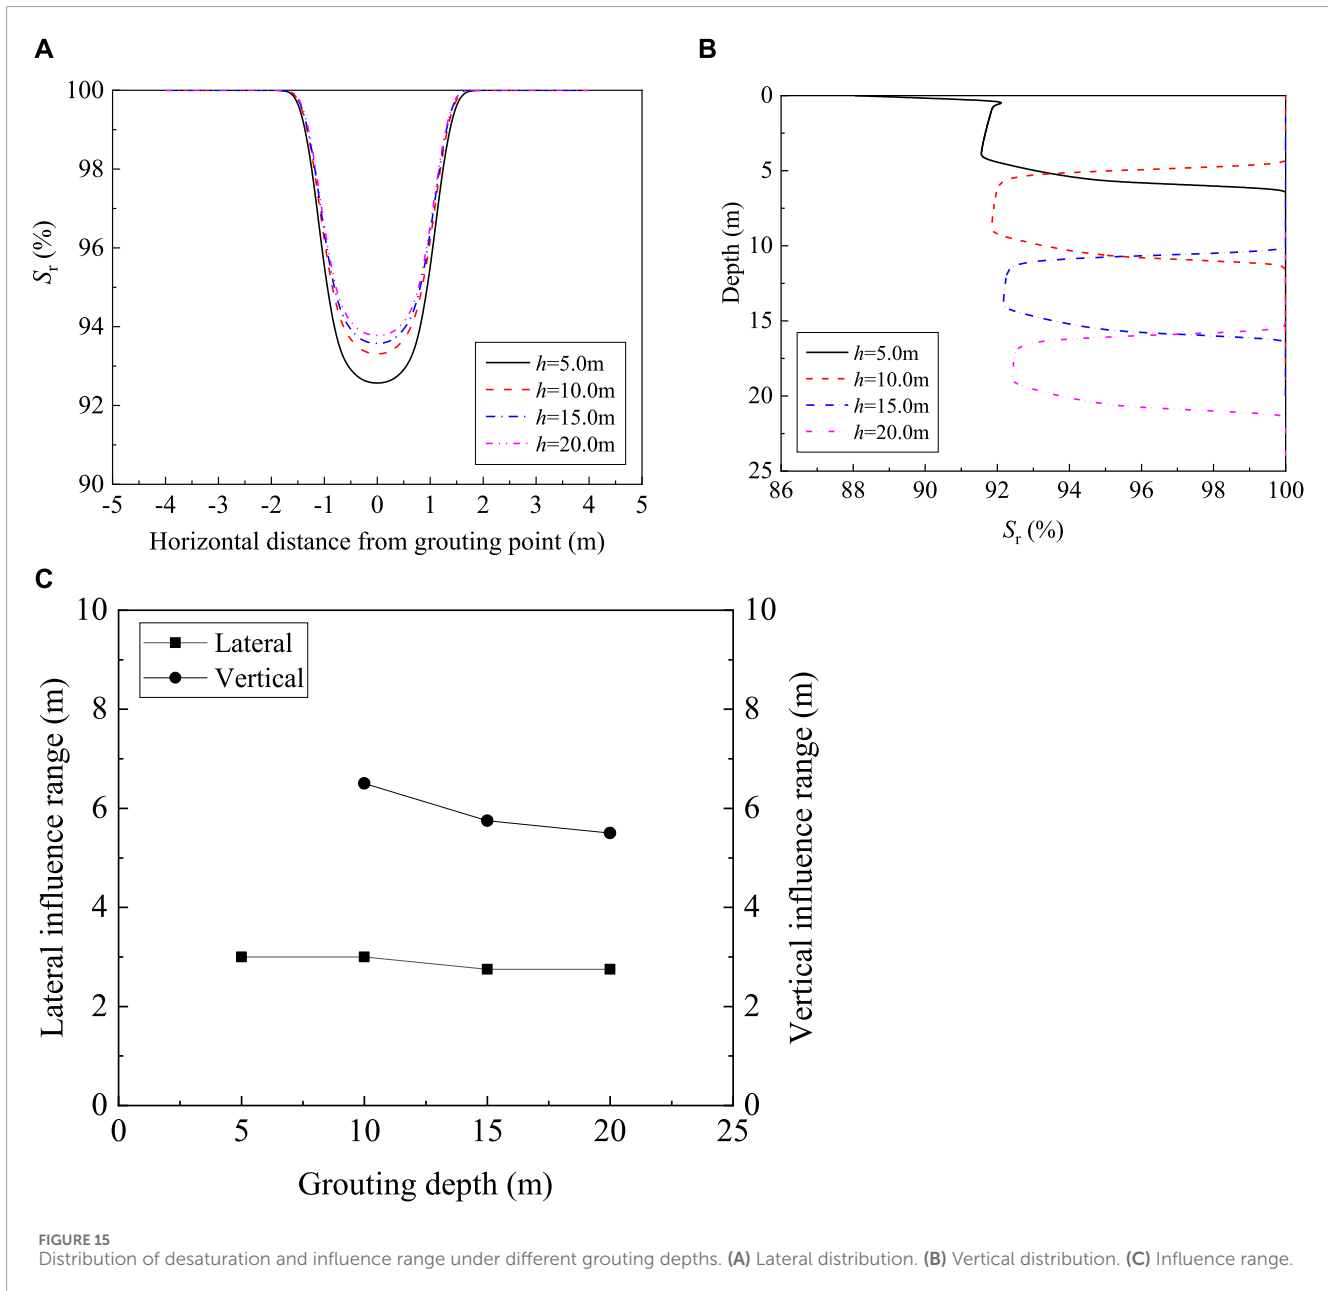 A
100
98
96
94
92
90
Sr (%)
h=5.0m
h=10.0m
h=15.0m
h=20.0m
-5 -4 -3 -2 -1 0 1 2 3 4 5
Horizontal distance from grouting point (m)
B
0
5
10
15
20
25
Depth (m)
h=5.0m
h=10.0m
h=15.0m
h=20.0m
86 88 90 92 94 96 98 100
Sr (%)
C
10
8
6
4
2
0
Lateral influence range (m)
Lateral
Vertical
10
8
6
4
2
0
Vertical influence range (m)
0 5 10 15 20 25
Grouting depth (m)
FIGURE 15
Distribution of desaturation and influence range under different grouting depths. (A) Lateral distribution. (B) Vertical distribution. (C) Influence range.